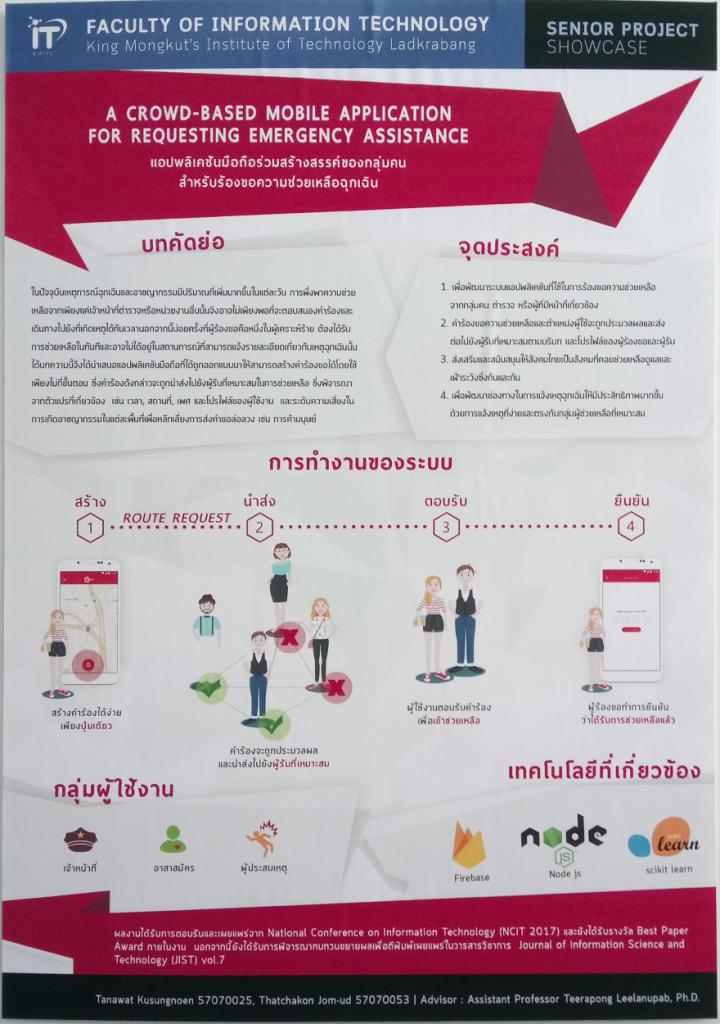 iT
KMITL
FACULTY OF INFORMATION TECHNOLOGY
King Mongkut's Institute of Technology Ladkrabang
SENIOR PROJECT
SHOWCASE
A CROWD-BASED MOBILE APPLICATION
FOR REQUESTING EMERGENCY ASSISTANCE
แอปพลิเคชันมือถือร่วมสร้างสรรค์ของกลุ่มคน
สำหรับร้องขอความช่วยเหลือฉุกเฉิน
บทคัดย่อ
ในปัจจุบันเหตุการณ์ฉุกเฉินและอาชญากรรมมีปริมาณที่เพิ่มมากขึ้นในแต่ละวัน การพึ่งพาความช่วย
เหลือจากเพียงแค่เจ้าหน้าที่ตำรวจหรือหน่วยงานอื่นนั้นจึงอาจไม่เพียงพอที่จะตอบสนองคำร้องและ
เดินทางไปยังที่เกิดเหตุได้ทันเวลานอกจากนี้บ่อยครั้งที่ผู้ร้องขอคือหนึ่งในผู้เคราะห์ร้าย ต้องได้รับ
การช่วยเหลือในทันทีและอาจไม่ได้อยู่ในสถานการณ์ที่สามารถแจ้งรายละเอียดเกี่ยวกับเหตุฉุกเฉินนั้น
ได้บทความนี้จึงได้นำเสนอแอปพลิเคชันมือถือที่ได้ถูกออกแบบมาให้สามารถสร้างคำร้องขอได้โดยใช้
เพียงไม่กี่ขั้นตอน ซึ่งคำร้องดังกล่าวจะถูกนำส่งไปยังผู้รับที่เหมาะสมในการช่วยเหลือ ซึ่งพิจารณา
จากตัวแปรที่เกี่ยวข้อง เช่น เวลา, สถานที่, เพศ และโปรไฟล์ของผู้ใช้งาน และระดับความเสี่ยงใน
การเกิดอาชญากรรมในแต่ละพื้นที่เพื่อหลีกเลี่ยงการส่งคำขอล่อลวง เช่น การค้ามนุษย์
จุดประสงค์
1. เพื่อพัฒนาระบบแอปพลิเคชันที่ใช้ในการร้องขอความช่วยเหลือ
จากกลุ่มคน ตำรวจ หรือผู้ที่มีหน้าที่เกี่ยวข้อง
2. คำร้องขอความช่วยเหลือและตำแหน่งผู้ใช้จะถูกประมวลผลและส่ง
ต่อไปยังผู้รับที่เหมาะสมตามบริบท และโปรไฟล์ของผู้ร้องขอและผู้รับ
3. ส่งเสริมและสนับสนุนให้สังคมไทยเป็นสังคมที่คอยช่วยเหลือดูแลและ
เฝ้าระวังซึ่งกันและกัน
4. เพื่อพัฒนาช่องทางในการแจ้งเหตุฉุกเฉินให้มีประสิทธิภาพมากขึ้น
ด้วยการแจ้งเหตุที่ง่ายและตรงกับกลุ่มผู้ช่วยเหลือที่เหมาะสม
การทำงานของระบบ
สร้าง
นำส่ง
ตอบรับ
ยืนยัน
1
ROUTE REQUEST
2
3
4
สร้างคำร้องได้ง่าย
เพียงปุ่มเดียว
คำร้องจะถูกประมวลผล
และนำส่งไปยังผู้รับที่เหมาะสม
ผู้ใช้งานตอบรับคำร้อง
เพื่อเข้าช่วยเหลือ
ผู้ร้องขอทำการยืนยัน
ว่าได้รับการช่วยเหลือแล้ว
กลุ่มผู้ใช้งาน
เจ้าหน้าที่
อาสาสมัคร
ผู้ประสบเหตุ
เทคโนโลยีที่เกี่ยวข้อง
Firebase
node
JS
Node js
scikit
learn
scikit learn
ผลงานได้รับการตอบรับและเผยแพร่จาก National Conference on Information Technology (NCIT 2017) และยังได้รับรางวัล Best Paper
Award ภายในงาน นอกจากนี้ยังได้รับการพิจารณาทบทวนขยายผลเพื่อตีพิมพ์เผยแพร่ในวารสารวิชาการ Journal of Information Science and
Technology (JIST) vol.7
Tanawat Kusungnoen 57070025, Thatchakon Jom-ud 57070053 | Advisor : Assistant Professor Teerapong Leelanupab, Ph.D.